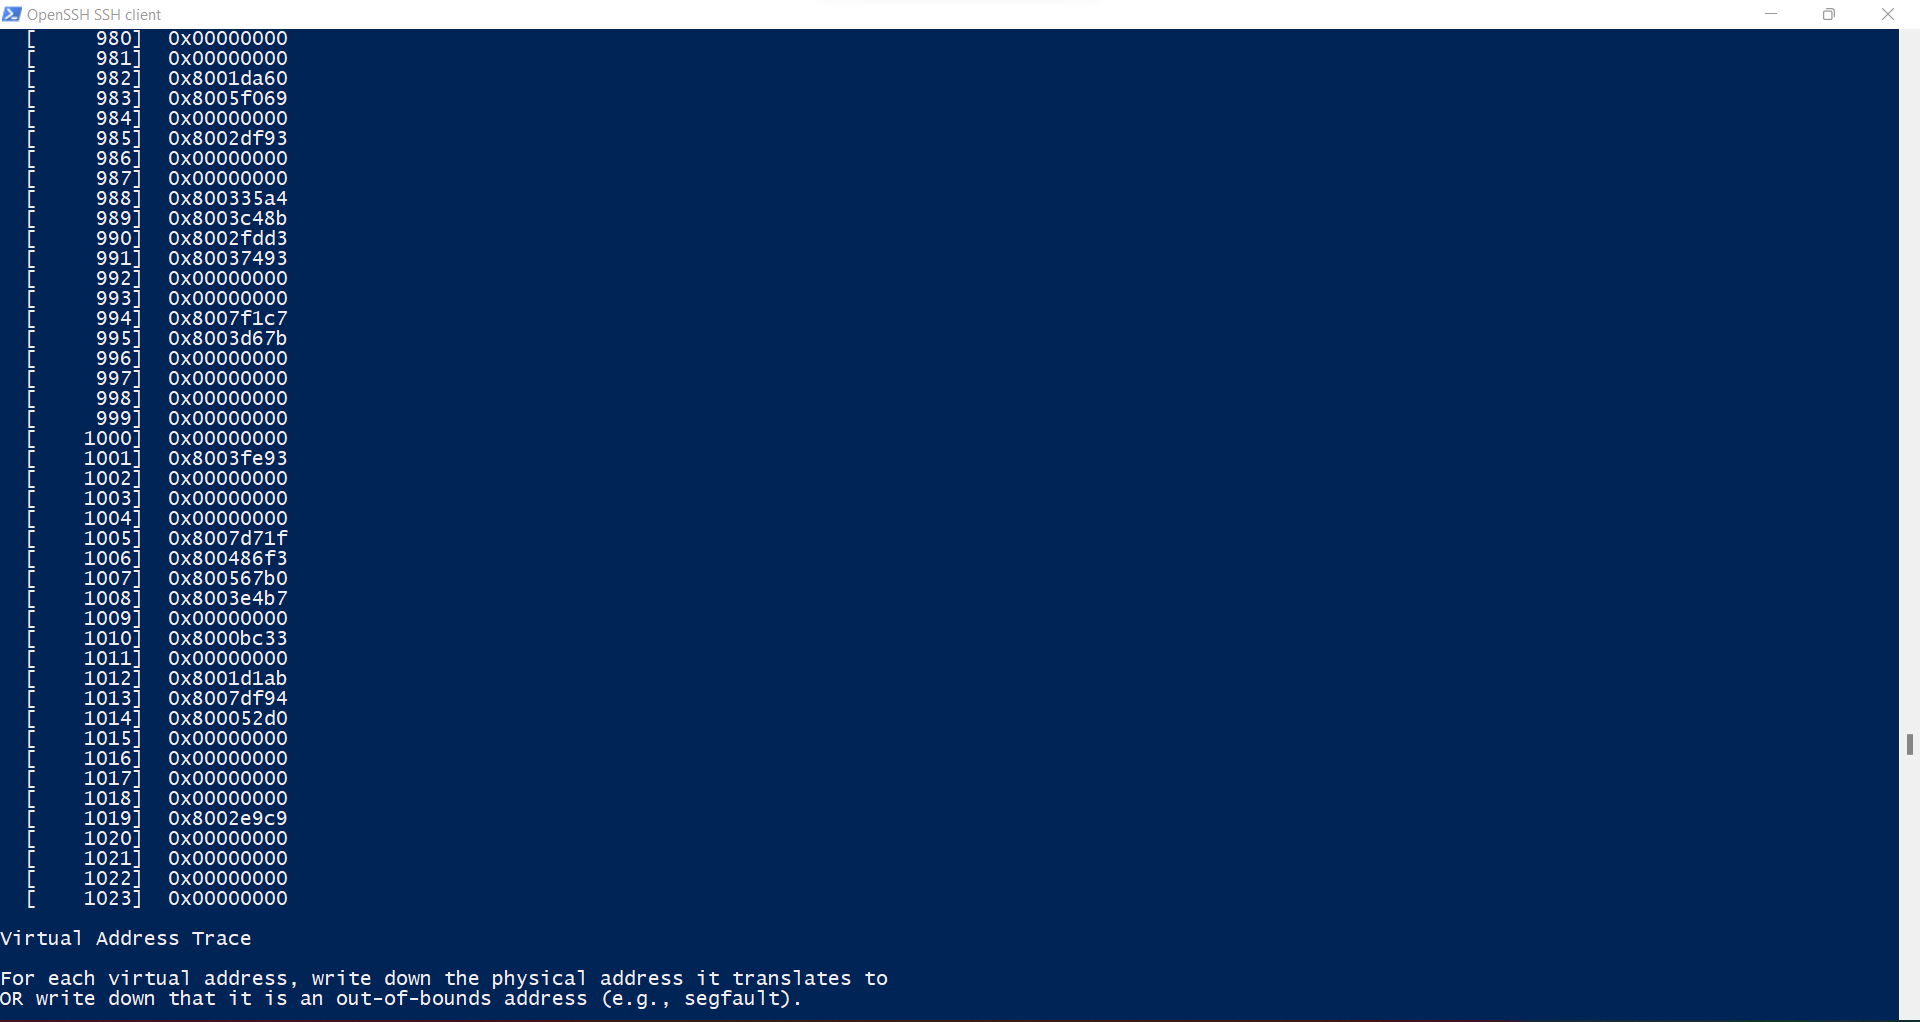 OpenSSH SSH client
[      980]  0x00000000
[      981]  0x00000000
[      982]  0x8001da60
[      983]  0x8005f069
[      984]  0x00000000
[      985]  0x8002df93
[      986]  0x00000000
[      987]  0x00000000
[      988]  0x800335a4
[      989]  0x8003c48b
[      990]  0x8002fdd3
[      991]  0x80037493
[      992]  0x00000000
[      993]  0x00000000
[      994]  0x8007f1c7
[      995]  0x8003d67b
[      996]  0x00000000
[      997]  0x00000000
[      998]  0x00000000
[      999]  0x00000000
[     1000]  0x00000000
[     1001]  0x8003fe93
[     1002]  0x00000000
[     1003]  0x00000000
[     1004]  0x00000000
[     1005]  0x8007d71f
[     1006]  0x800486f3
[     1007]  0x800567b0
[     1008]  0x8003e4b7
[     1009]  0x00000000
[     1010]  0x8000bc33
[     1011]  0x00000000
[     1012]  0x8001d1ab
[     1013]  0x8007df94
[     1014]  0x800052d0
[     1015]  0x00000000
[     1016]  0x00000000
[     1017]  0x00000000
[     1018]  0x00000000
[     1019]  0x8002e9c9
[     1020]  0x00000000
[     1021]  0x00000000
[     1022]  0x00000000
[     1023]  0x00000000
Virtual Address Trace
For each virtual address, write down the physical address it translates to
OR write down that it is an out-of-bounds address (e.g., segfault).